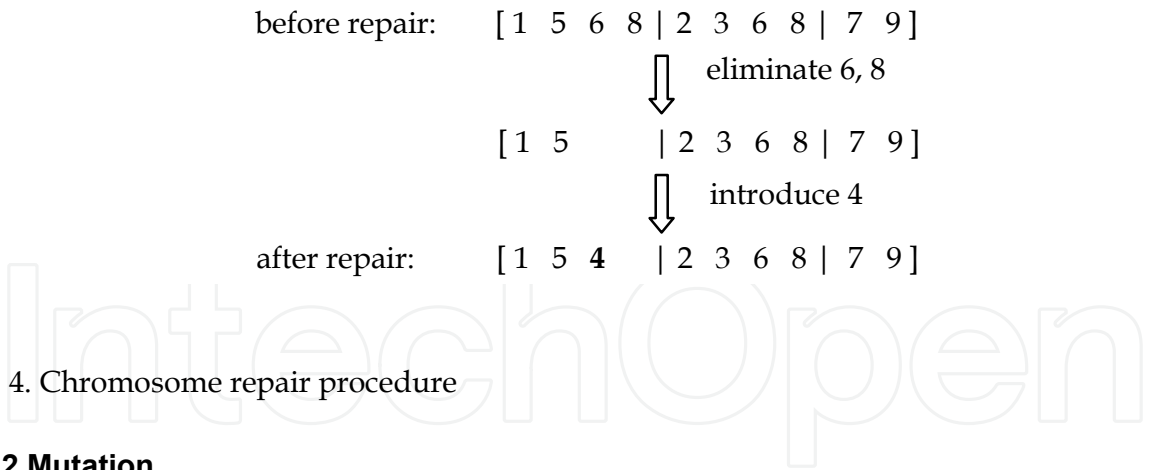 before repair: [ 1 5 6 8 | 2 3 6 8 | 7 9 ]
eliminate 6, 8
[ 1 5 | 2 3 6 8 | 7 9 ]
introduce 4
after repair: [ 1 5 4 | 2 3 6 8 | 7 9 ]
IntechOpen
4. Chromosome repair procedure
2 Mutation